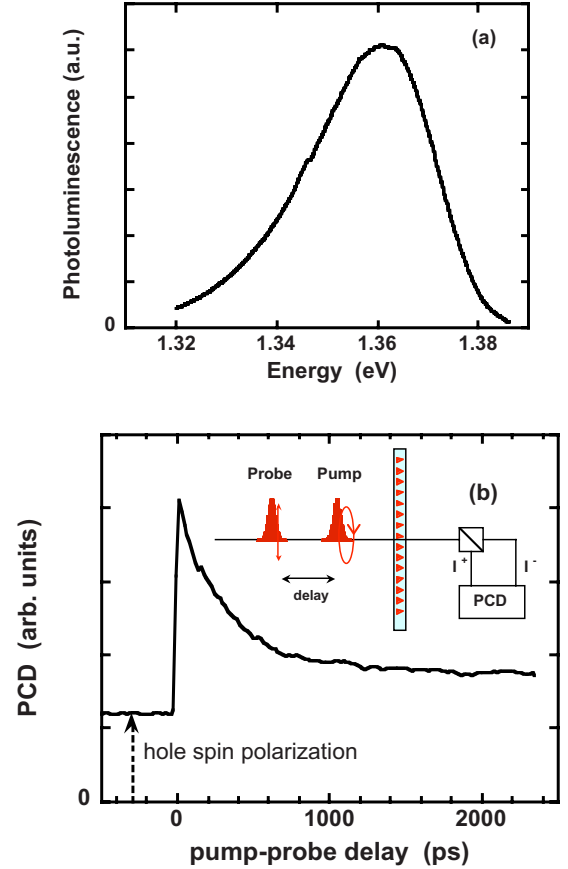 (a)
Photoluminescence (a.u.)
0
1.32 1.34 1.36 1.38
Energy (eV)
(b)
Probe Pump
delay
I+ I-
PCD
PCD (arb. units)
hole spin polarization
0
0 1000 2000
pump-probe delay (ps)